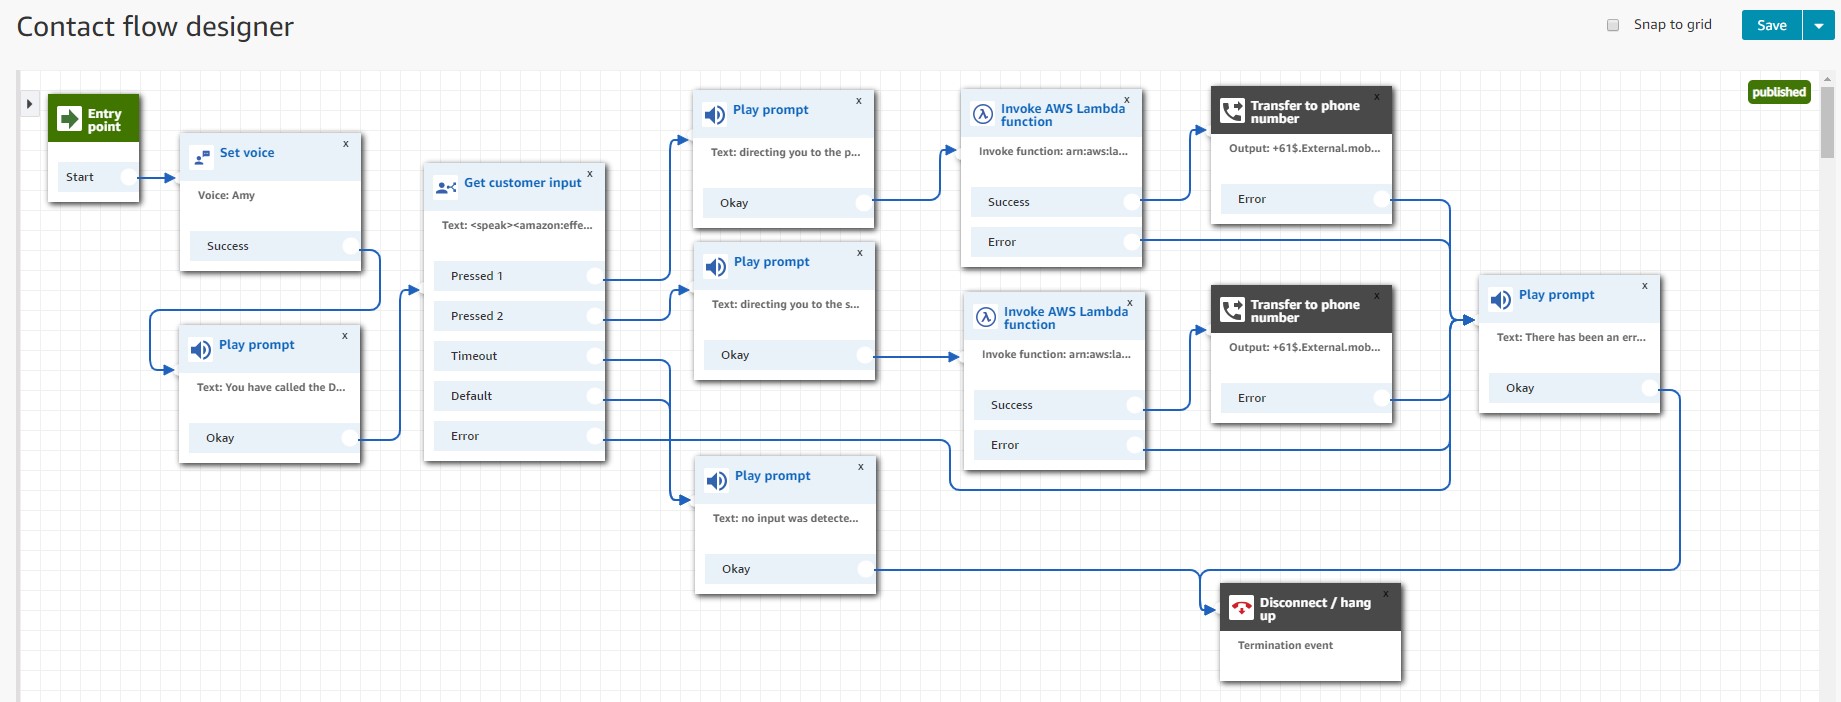 Contact flow designer
Snap to grid
Save
published
Entry
point
Start
Set voice
x
Voice: Amy
Success
Play prompt
x
Text: You have called the D...
Okay
Get customer input
x
Text: <speak><amazon:effe...
Pressed 1
Pressed 2
Timeout
Default
Error
Play prompt
x
Text: directing you to the p...
Okay
Play prompt
x
Text: directing you to the s...
Okay
Play prompt
x
Text: no input was detecte...
Okay
Invoke AWS Lambda
function
x
Invoke function: arn:aws:la...
Success
Error
Invoke AWS Lambda
function
x
Invoke function: arn:aws:la...
Success
Error
Transfer to phone
number
x
Output: +61$.External.mob...
Error
Transfer to phone
number
x
Output: +61$.External.mob...
Error
Play prompt
x
Text: There has been an err...
Okay
Disconnect / hang
up
x
Termination event